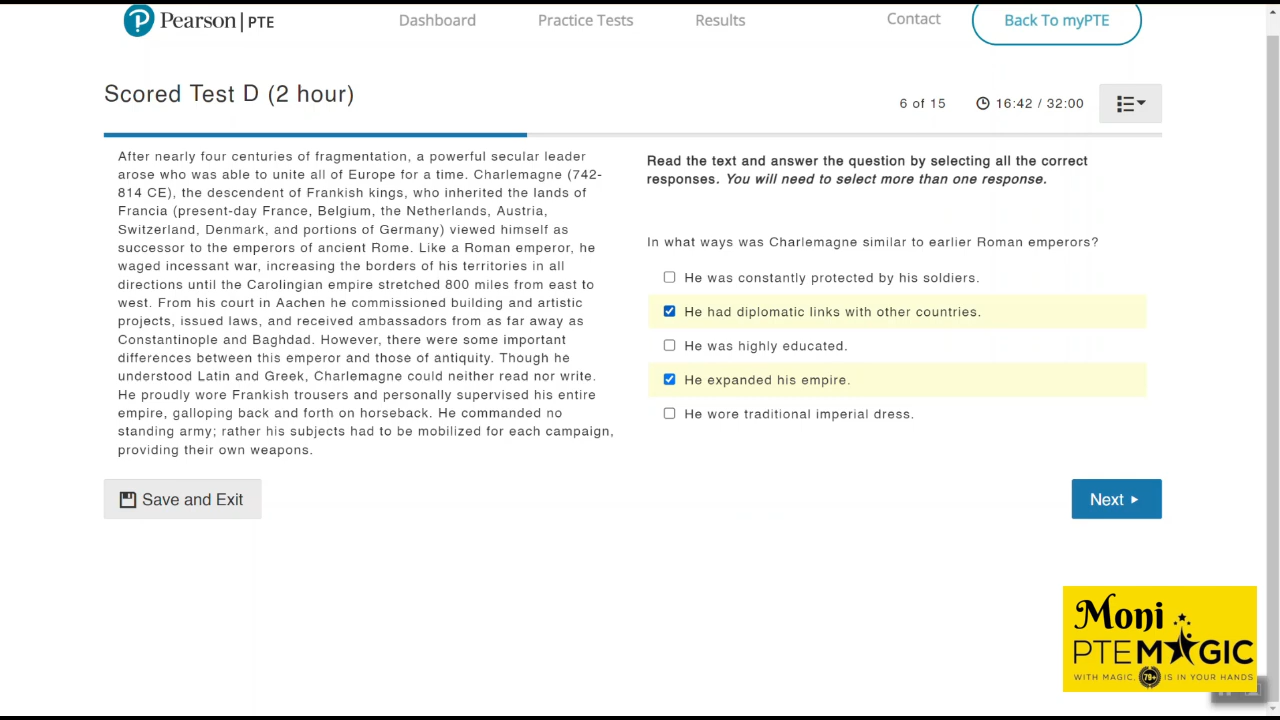 Pearson | PTE
Dashboard
Practice Tests
Results
Contact
Back To myPTE
Scored Test D (2 hour)
6 of 15
16:42 / 32:00
After nearly four centuries of fragmentation, a powerful secular leader
arose who was able to unite all of Europe for a time. Charlemagne (742-
814 CE), the descendent of Frankish kings, who inherited the lands of
Francia (present-day France, Belgium, the Netherlands, Austria,
Switzerland, Denmark, and portions of Germany) viewed himself as
successor to the emperors of ancient Rome. Like a Roman emperor, he
waged incessant war, increasing the borders of his territories in all
directions until the Carolingian empire stretched 800 miles from east to
west. From his court in Aachen he commissioned building and artistic
projects, issued laws, and received ambassadors from as far away as
Constantinople and Baghdad. However, there were some important
differences between this emperor and those of antiquity. Though he
understood Latin and Greek, Charlemagne could neither read nor write.
He proudly wore Frankish trousers and personally supervised his entire
empire, galloping back and forth on horseback. He commanded no
standing army; rather his subjects had to be mobilized for each campaign,
providing their own weapons.
Read the text and answer the question by selecting all the correct
responses. You will need to select more than one response.
In what ways was Charlemagne similar to earlier Roman emperors?
He was constantly protected by his soldiers.
He had diplomatic links with other countries.
He was highly educated.
He expanded his empire.
He wore traditional imperial dress.
Save and Exit
Next
Moni
PTEMAGIC
WITH MAGIC, 79+ IS IN YOUR HANDS